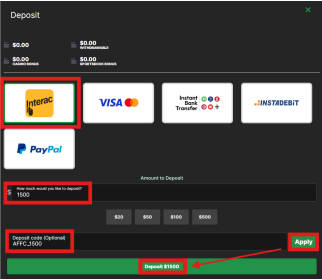 Deposit
×
$0.00
$0.00
WITHDRAWABLE
$0.00
CASINO BONUS
$0.00
SPORTSBOOK BONUS
Interac
VISA
Instant
Bank
Transfer
INSTADEBIT
PayPal
Amount to Deposit
How much would you like to deposit?
$ 1500
$20 $50 $100 $500
Deposit code (Optional)
AFFC_1500
Apply
Deposit $1500